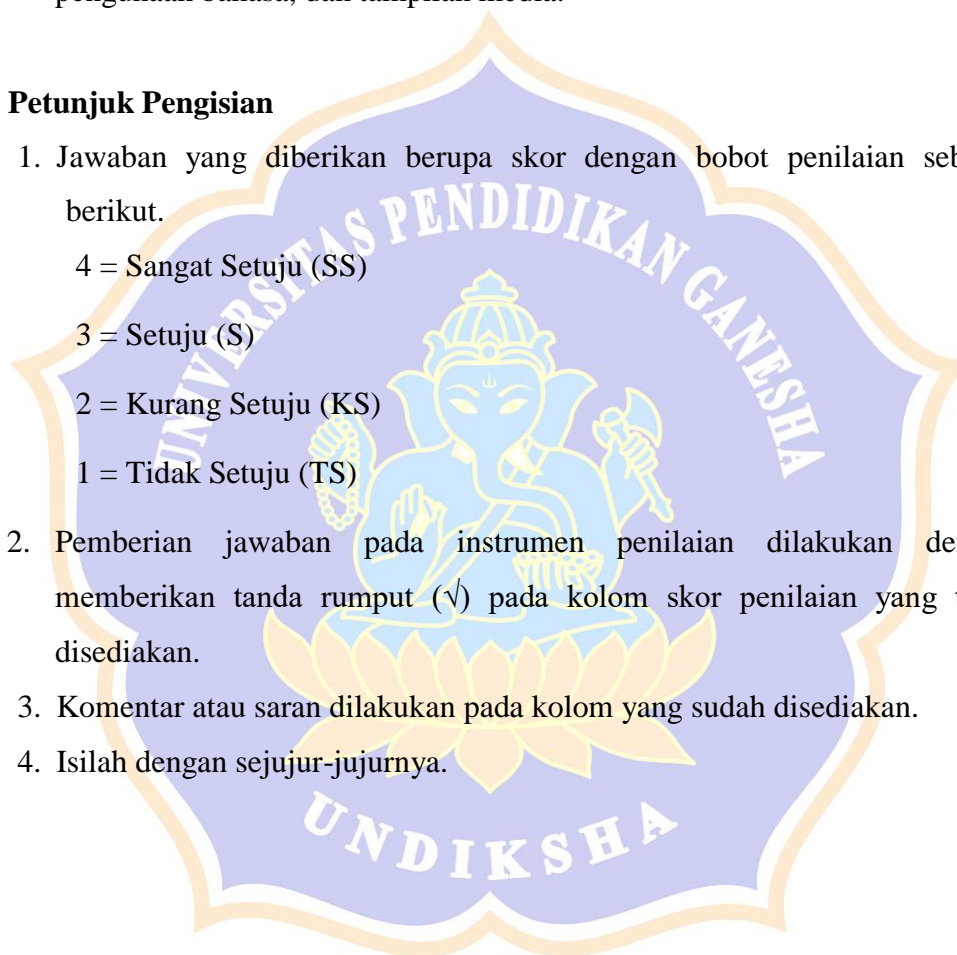 Petunjuk Pengisian
1. Jawaban yang diberikan berupa skor dengan bobot penilaian
berikut.
4 = Sangat Setuju (SS)
3 = Setuju (S)
2 = Kurang Setuju (KS)
1 = Tidak Setuju (TS)
2. Pemberian jawaban pada instrumen penilaian dilakukan
memberikan tanda rumput (√) pada kolom skor penilaian yang
disediakan.
3. Komentar atau saran dilakukan pada kolom yang sudah disediakan.
4. Isilah dengan sejujur-jujurnya.
UNIVERSITAS PENDIDIKAN GANESHA
UNDIKSHA